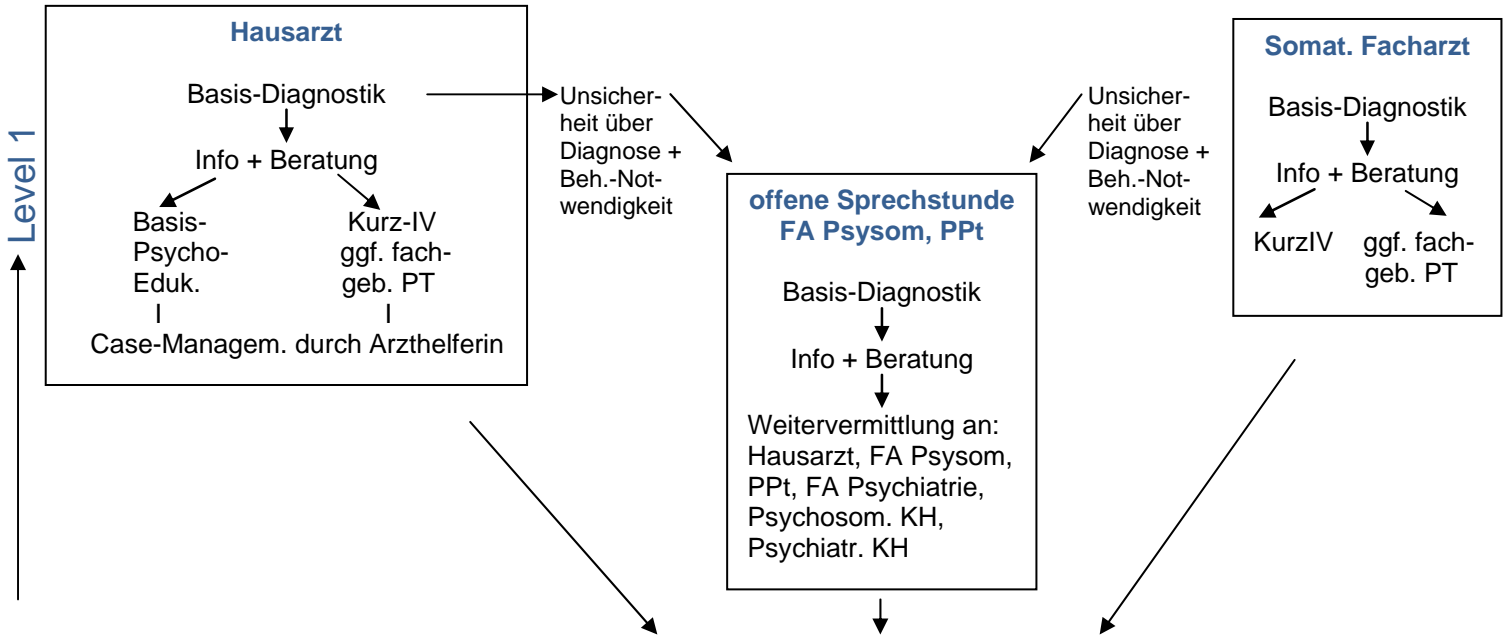 Level 1
Hausarzt
Basis-Diagnostik
Info + Beratung
Basis-
Psycho-
Eduk.
Kurz-IV
ggf. fach-
geb. PT
Case-Managem. durch Arzthelferin
Unsicher-
heit über
Diagnose +
Beh.-Not-
wendigkeit
offene Sprechstunde
FA Psysom, PPt
Basis-Diagnostik
Info + Beratung
Weitervermittlung an:
Hausarzt, FA Psysom,
PPt, FA Psychiatrie,
Psychosom. KH,
Psychiatr. KH
Unsicher-
heit über
Diagnose +
Beh.-Not-
wendigkeit
Somat. Facharzt
Basis-Diagnostik
Info + Beratung
KurzIV
ggf. fach-
geb. PT